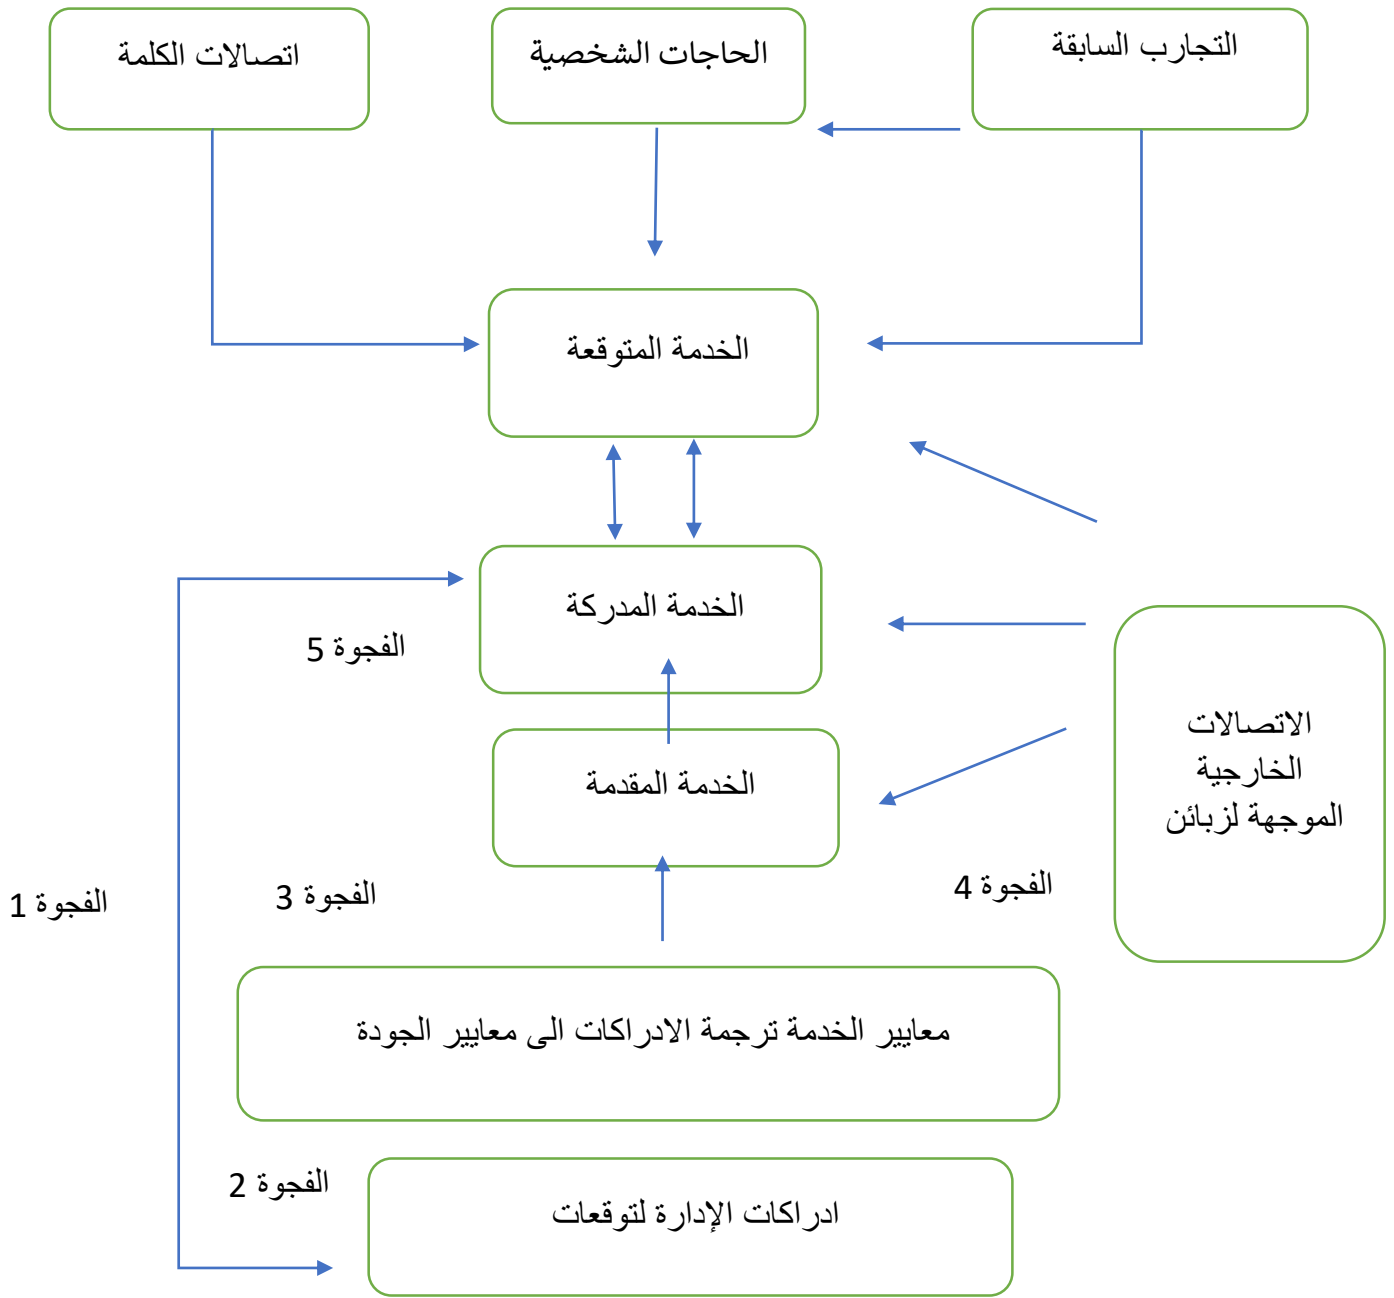 التجارب السابقة
الحاجات الشخصية
اتصالات الكلمة
الخدمة المتوقعة
الخدمة المدركة
الفجوة 5
الاتصالات
الخارجية
الموجهة لزبائن
الخدمة المقدمة
الفجوة 4
الفجوة 3
الفجوة 1
معايير الخدمة ترجمة الادراكات الى معايير الجودة
الفجوة 2
ادراكات الإدارة لتوقعات